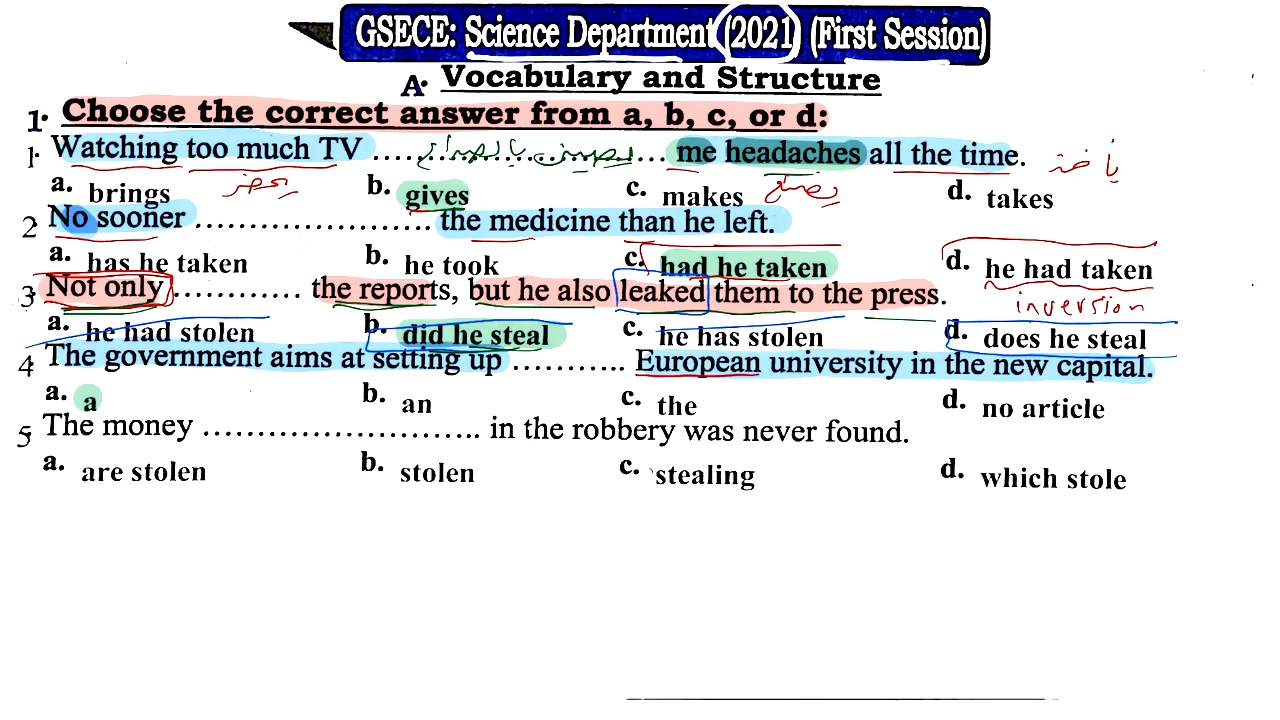 GSECE: Science Department (2021) (First Session)
A. Vocabulary and Structure
1. Choose the correct answer from a, b, c, or d:
1. Watching too much TV ........................ me headaches all the time.
a. brings b. gives c. makes d. takes
يحضر يصنع
2 No sooner ........................ the medicine than he left.
a. has he taken b. he took c. had he taken d. he had taken
3 Not only ............ the reports, but he also leaked them to the press.
inversion
a. he had stolen b. did he steal c. he has stolen d. does he steal
4 The government aims at setting up ........... European university in the new capital.
a. a b. an c. the d. no article
5 The money .......................... in the robbery was never found.
a. are stolen b. stolen c. stealing d. which stole